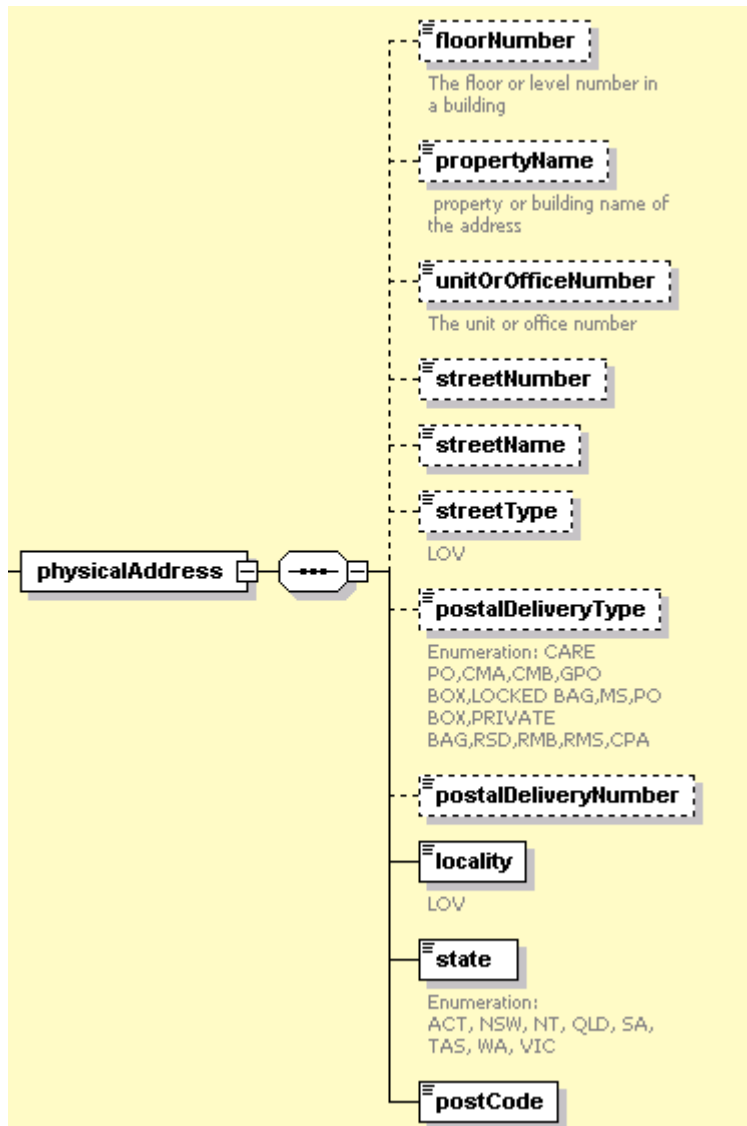 floorNumber
The floor or level number in
a building
propertyName
property or building name of
the address
unitOrOfficeNumber
The unit or office number
streetNumber
streetName
streetType
LOV
physicalAddress
postalDeliveryType
Enumeration: CARE
PO,CMA,CMB,GPO
BOX,LOCKED BAG,MS,PO
BOX,PRIVATE
BAG,RSD,RMB,RMS,CPA
postalDeliveryNumber
locality
LOV
state
Enumeration:
ACT, NSW, NT, QLD, SA,
TAS, WA, VIC
postCode